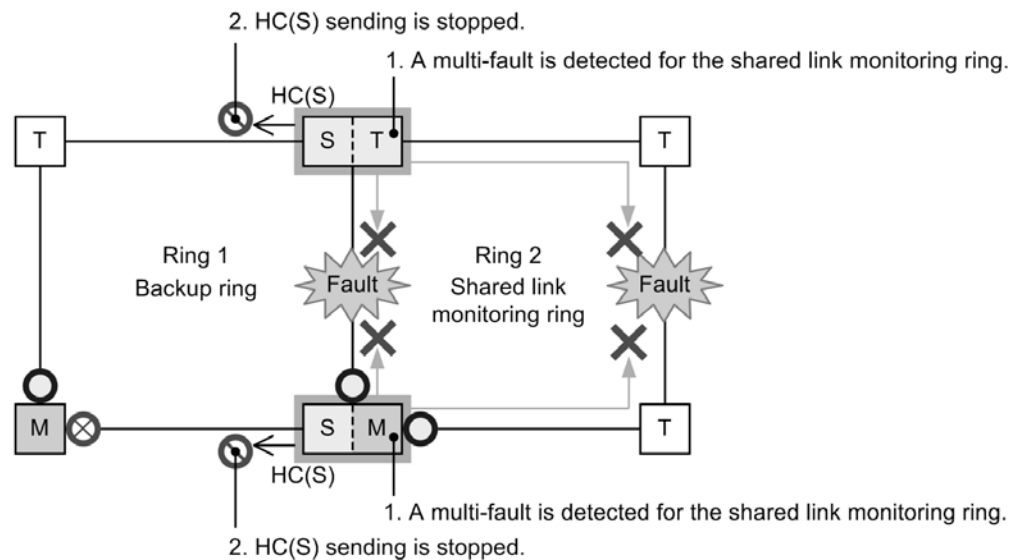 2. HC(S) sending is stopped.
1. A multi-fault is detected for the shared link monitoring ring.
HC(S)
T
S
T
T
Ring 1
Backup ring
Ring 2
Shared link
monitoring ring
Fault
Fault
M
S
M
T
HC(S)
1. A multi-fault is detected for the shared link monitoring ring.
2. HC(S) sending is stopped.